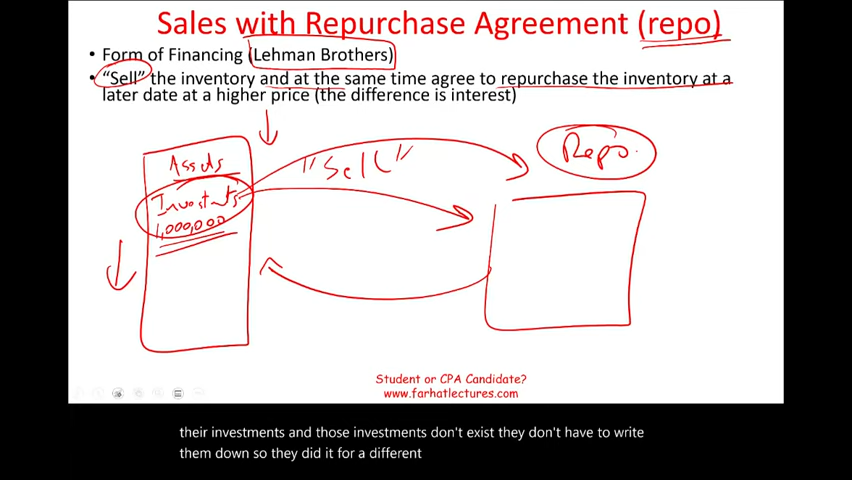 Sales with Repurchase Agreement (repo)
• Form of Financing (Lehman Brothers)
• “Sell” the inventory and at the same time agree to repurchase the inventory at a
later date at a higher price (the difference is interest)
Assets
"Sell"
Repo
Investments
1,000,000
Student or CPA Candidate?
www.farhatlectures.com
their investments and those investments don't exist they don't have to write
them down so they did it for a different